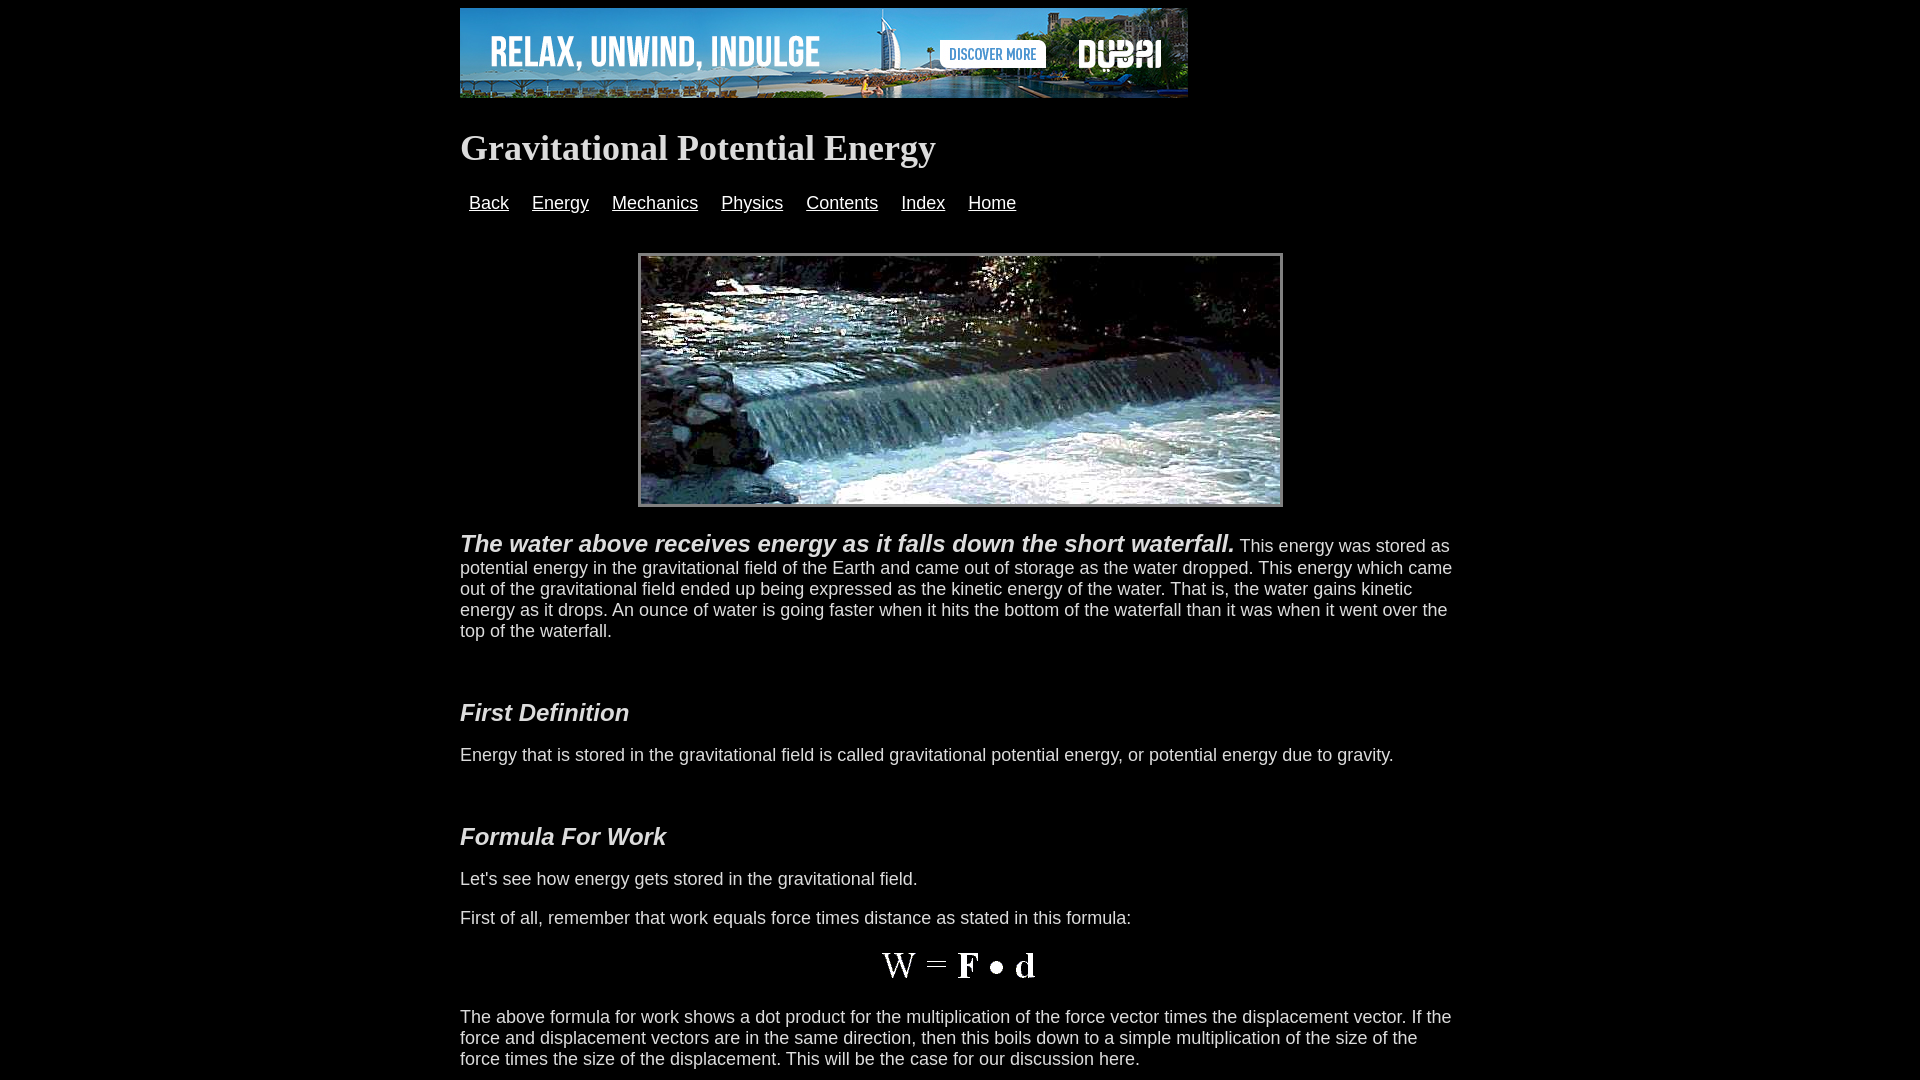 RELAX, UNWIND, INDULGE
DISCOVER MORE
DUBAI
Gravitational Potential Energy
Back Energy Mechanics Physics Contents Index Home
The water above receives energy as it falls down the short waterfall. This energy was stored as
potential energy in the gravitational field of the Earth and came out of storage as the water dropped. This energy which came
out of the gravitational field ended up being expressed as the kinetic energy of the water. That is, the water gains kinetic
energy as it drops. An ounce of water is going faster when it hits the bottom of the waterfall than it was when it went over the
top of the waterfall.
First Definition
Energy that is stored in the gravitational field is called gravitational potential energy, or potential energy due to gravity.
Formula For Work
Let's see how energy gets stored in the gravitational field.
First of all, remember that work equals force times distance as stated in this formula:
W = F • d
The above formula for work shows a dot product for the multiplication of the force vector times the displacement vector. If the
force and displacement vectors are in the same direction, then this boils down to a simple multiplication of the size of the
force times the size of the displacement. This will be the case for our discussion here.